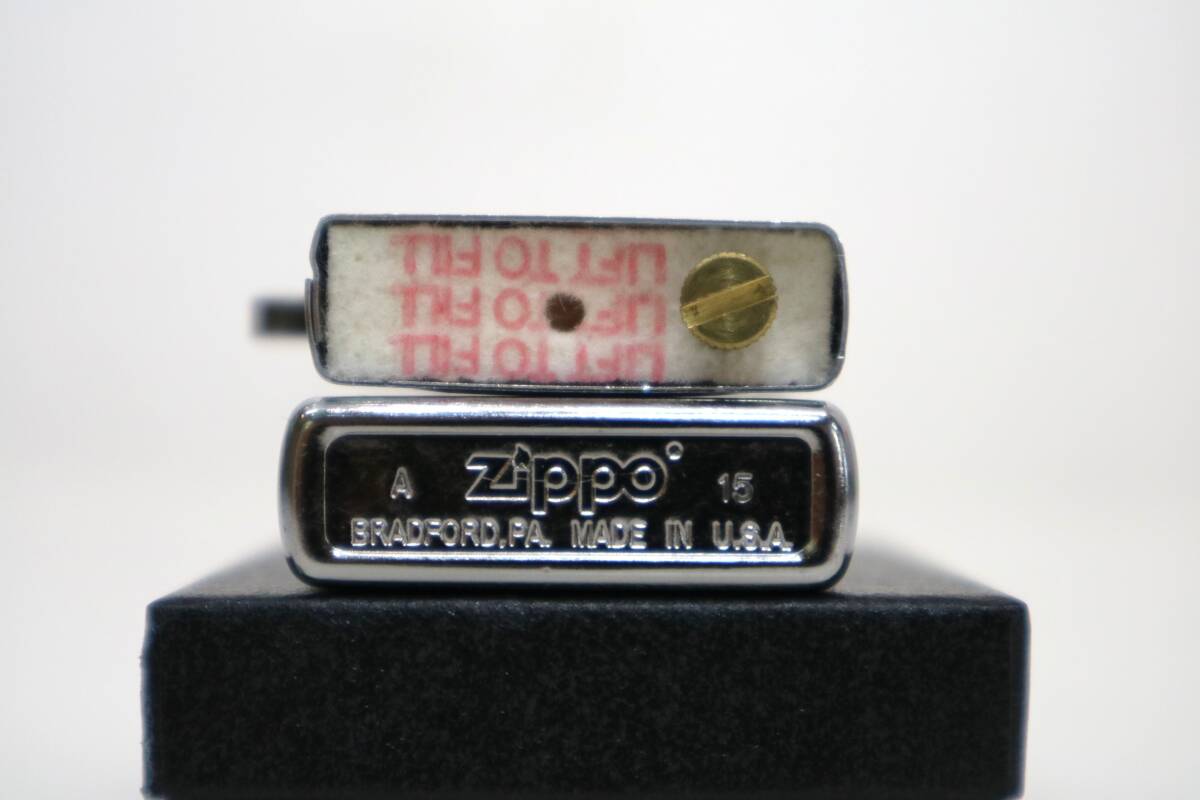 LIFT TO FILL
LIFT TO FILL
LIFT TO FILL
A zippo 15
BRADFORD,PA. MADE IN U.S.A.